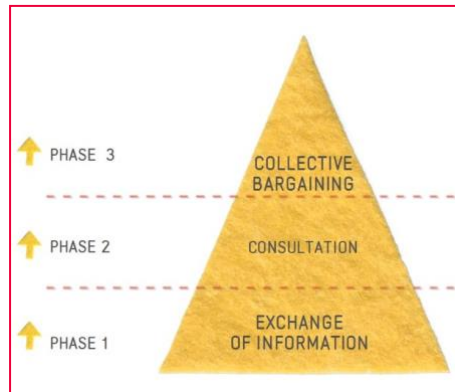 PHASE 3
COLLECTIVE
BARGAINING
PHASE 2
CONSULTATION
PHASE 1
EXCHANGE
OF INFORMATION